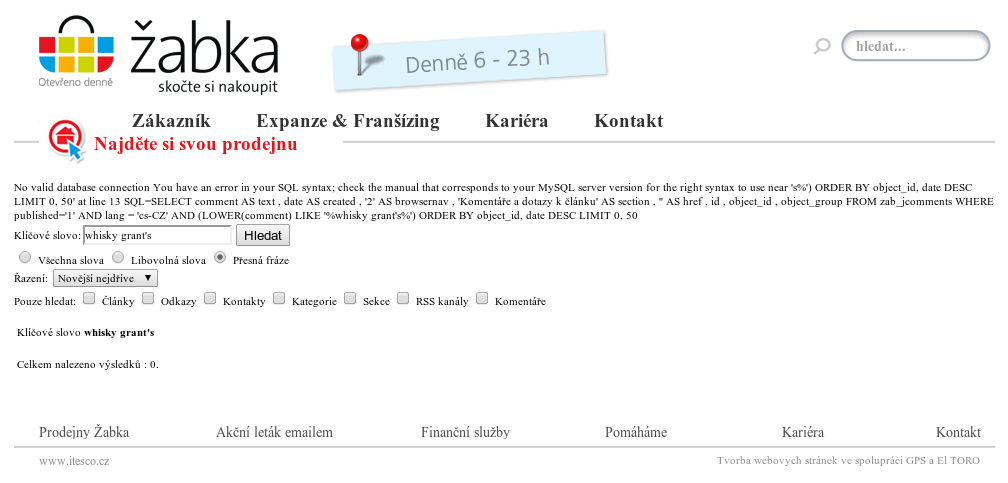 žabka
Otevřeno denně
skočte si nakoupit
Denně 6 - 23 h
hledat...
Zákazník Expanze & Franšízing Kariéra Kontakt
Najděte si svou prodejnu
No valid database connection You have an error in your SQL syntax; check the manual that corresponds to your MySQL server version for the right syntax to use near 's%') ORDER BY object_id, date DESC
LIMIT 0, 50' at line 13 SQL=SELECT comment AS text , date AS created , '2' AS browsernav , 'Komentáře a dotazy k článku' AS section , '' AS href , id , object_id , object_group FROM zab_jcomments WHERE
published='1' AND lang = 'cs-CZ' AND (LOWER(comment) LIKE '%whisky grant's%') ORDER BY object_id, date DESC LIMIT 0, 50
Klíčové slovo: whisky grant's Hledat
Všechna slova Libovolná slova Přesná fráze
Řazení: Novější nejdříve
Pouze hledat: Články Odkazy Kontakty Kategorie Sekce RSS kanály Komentáře
Klíčové slovo whisky grant's
Celkem nalezeno výsledků : 0.
Prodejny Žabka Akční leták emailem Finanční služby Pomáháme Kariéra Kontakt
www.itesco.cz Tvorba webovych stránek ve spolupráci GPS a El TORO